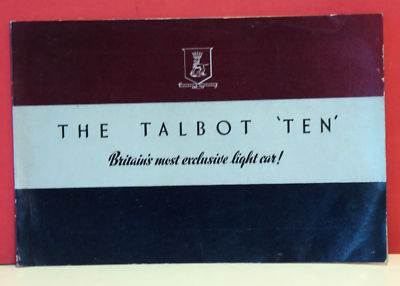 THE TALBOT 'TEN'
Britain's most exclusive light car!